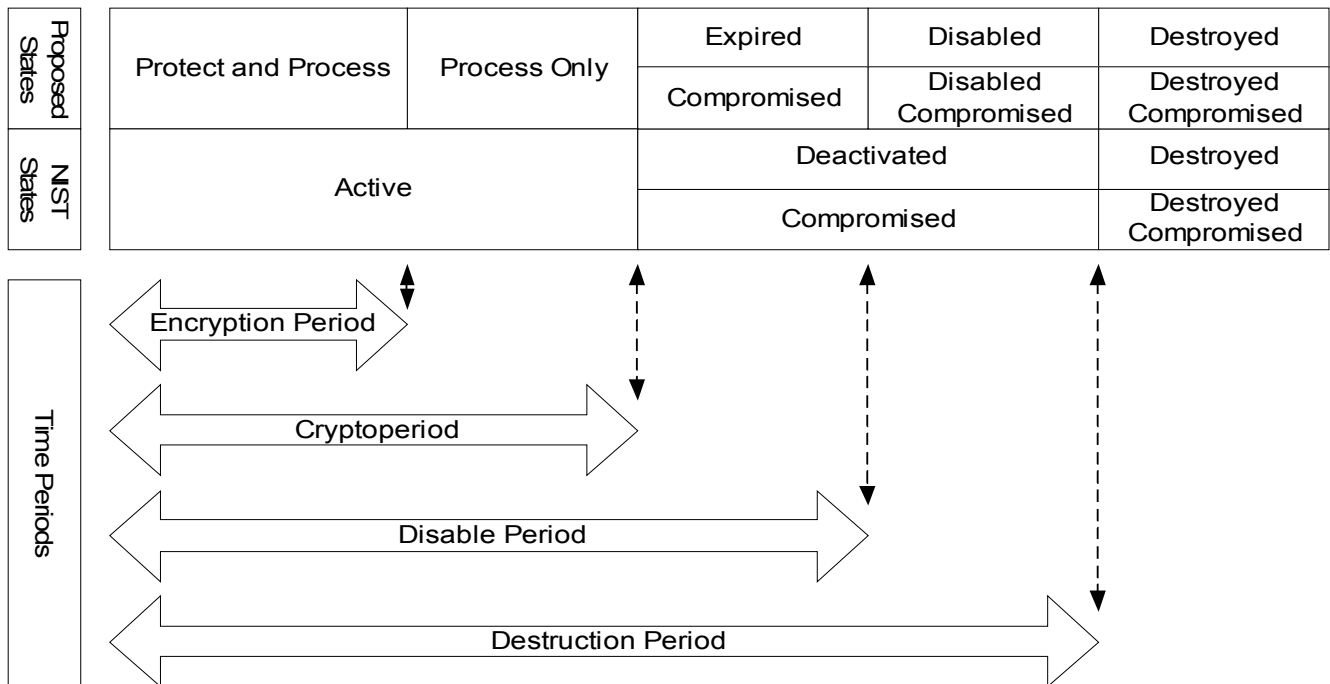 Proposed
States
Protect and Process
Process Only
Expired
Disabled
Destroyed
Compromised
Disabled
Compromised
Destroyed
Compromised
NIST
States
Active
Deactivated
Destroyed
Compromised
Destroyed
Compromised
Time Periods
Encryption Period
Cryptoperiod
Disable Period
Destruction Period